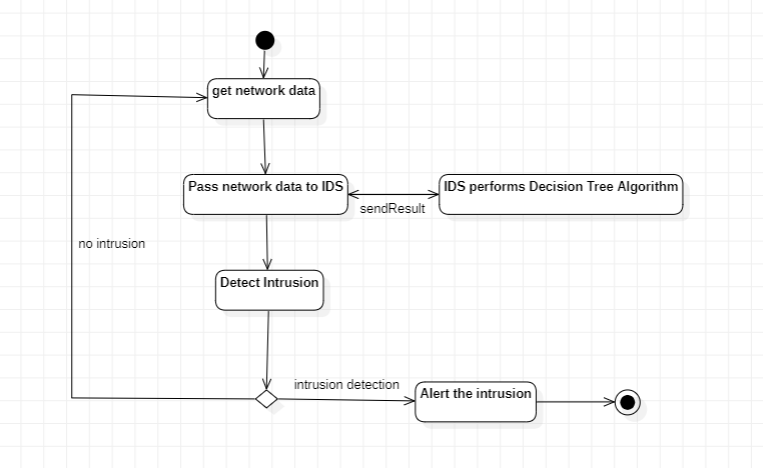 get network data
Pass network data to IDS
IDS performs Decision Tree Algorithm
sendResult
no intrusion
Detect Intrusion
intrusion detection
Alert the intrusion